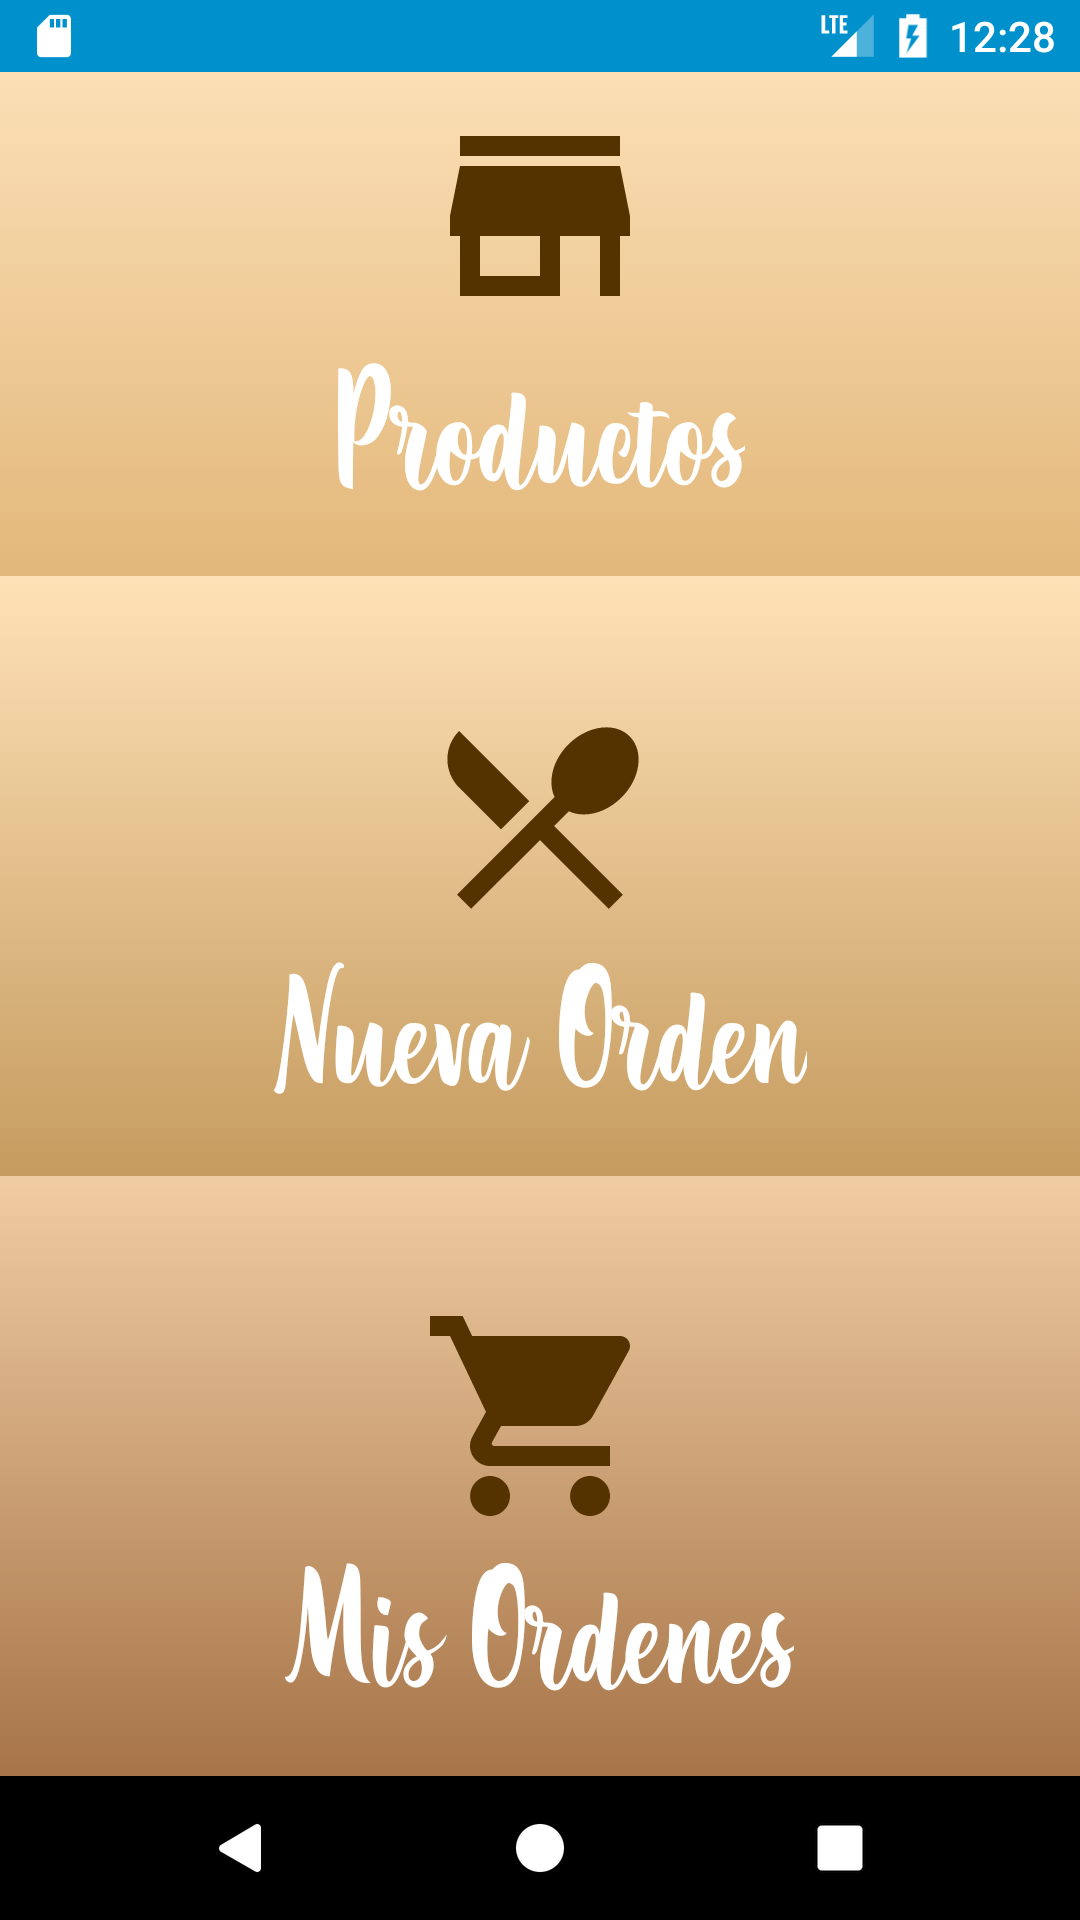 LTE 12:28
Productos
Nueva Orden
Mis Ordenes